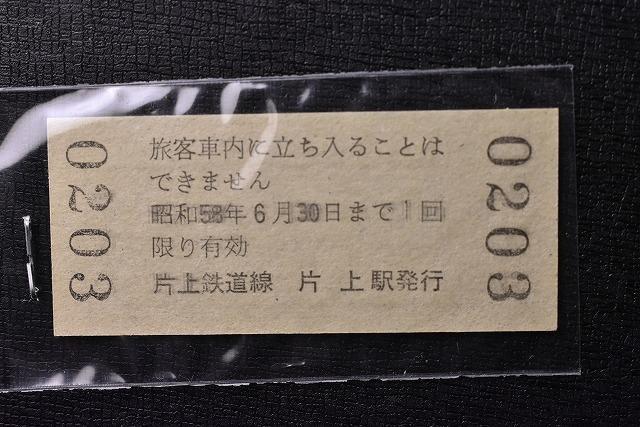 0203
旅客車内に立ち入ることは
できません
昭和58年6月30日まで1回
限り有効
片上鉄道線 片 上 駅発行
0203